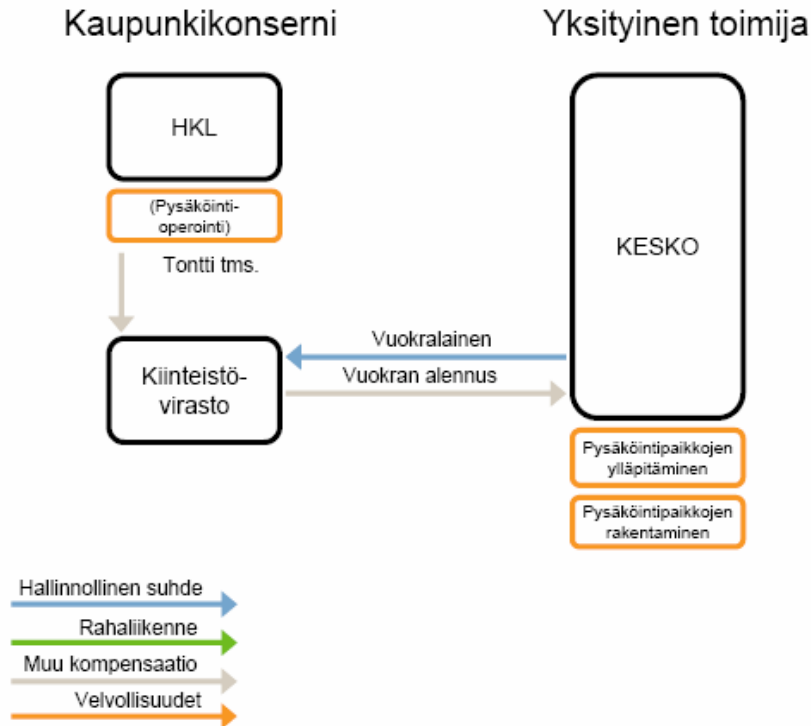 Kaupunkikonserni
Yksityinen toimija
HKL
(Pysäköinti-
operointi)
Tontti tms.
KESKO
Vuokralainen
Vuokran alennus
Kiinteistö-
virasto
Pysäköintipaikkojen
ylläpitäminen
Pysäköintipaikkojen
rakentaminen
Hallinnollinen suhde
Rahaliikenne
Muu kompensaatio
Velvollisuudet